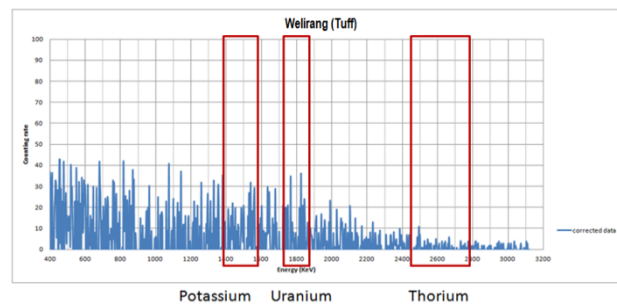 Welirang (Tuff)
100
90
80
70
60
50
40
30
20
10
0
Counting rate
400 600 800 1000 1200 1400 1600 1800 2000 2200 2400 2600 2800 3000 3200
Energy (KeV)
corrected data
Potassium Uranium Thorium